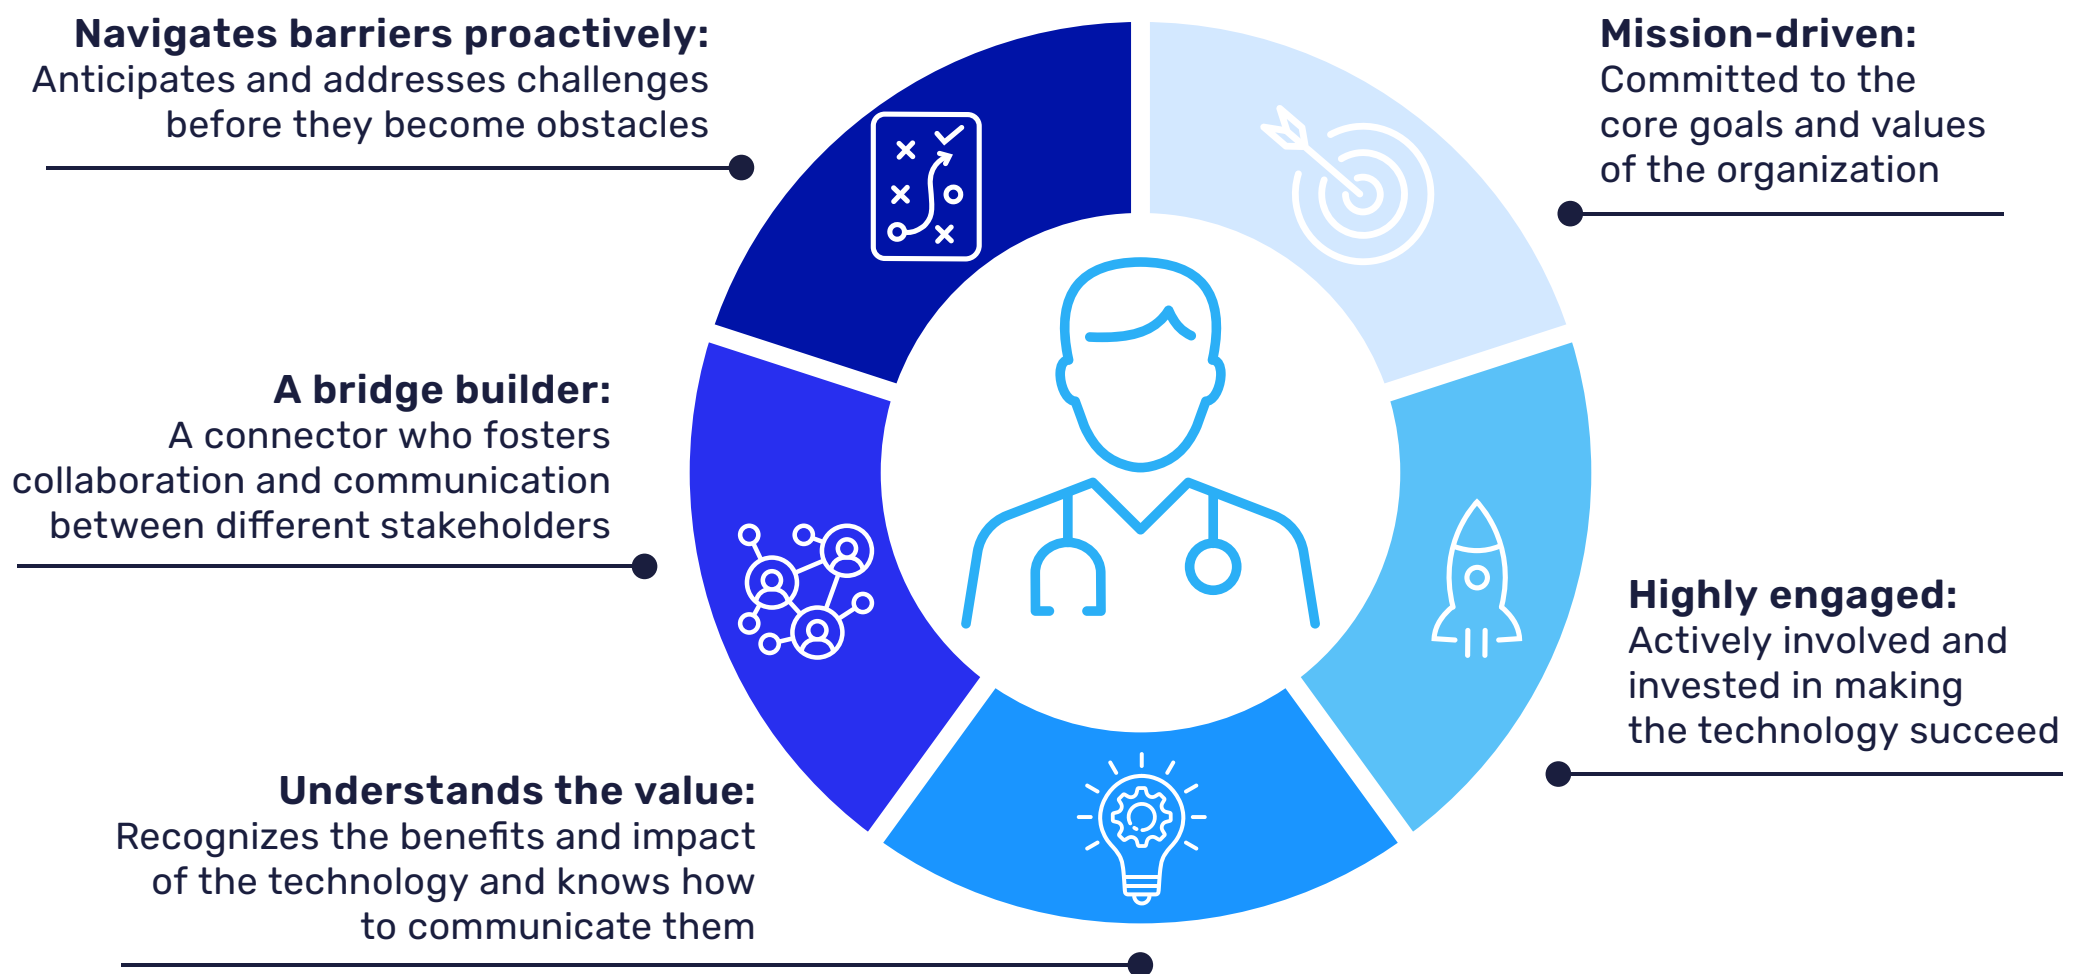 Navigates barriers proactively:
Anticipates and addresses challenges
before they become obstacles
Mission-driven:
Committed to the
core goals and values
of the organization
A bridge builder:
A connector who fosters
collaboration and communication
between different stakeholders
Highly engaged:
Actively involved and
invested in making
the technology succeed
Understands the value:
Recognizes the benefits and impact
of the technology and knows how
to communicate them